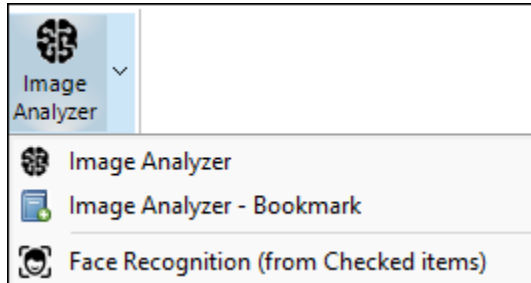 Image
Analyzer
Image Analyzer
Image Analyzer - Bookmark
Face Recognition (from Checked items)